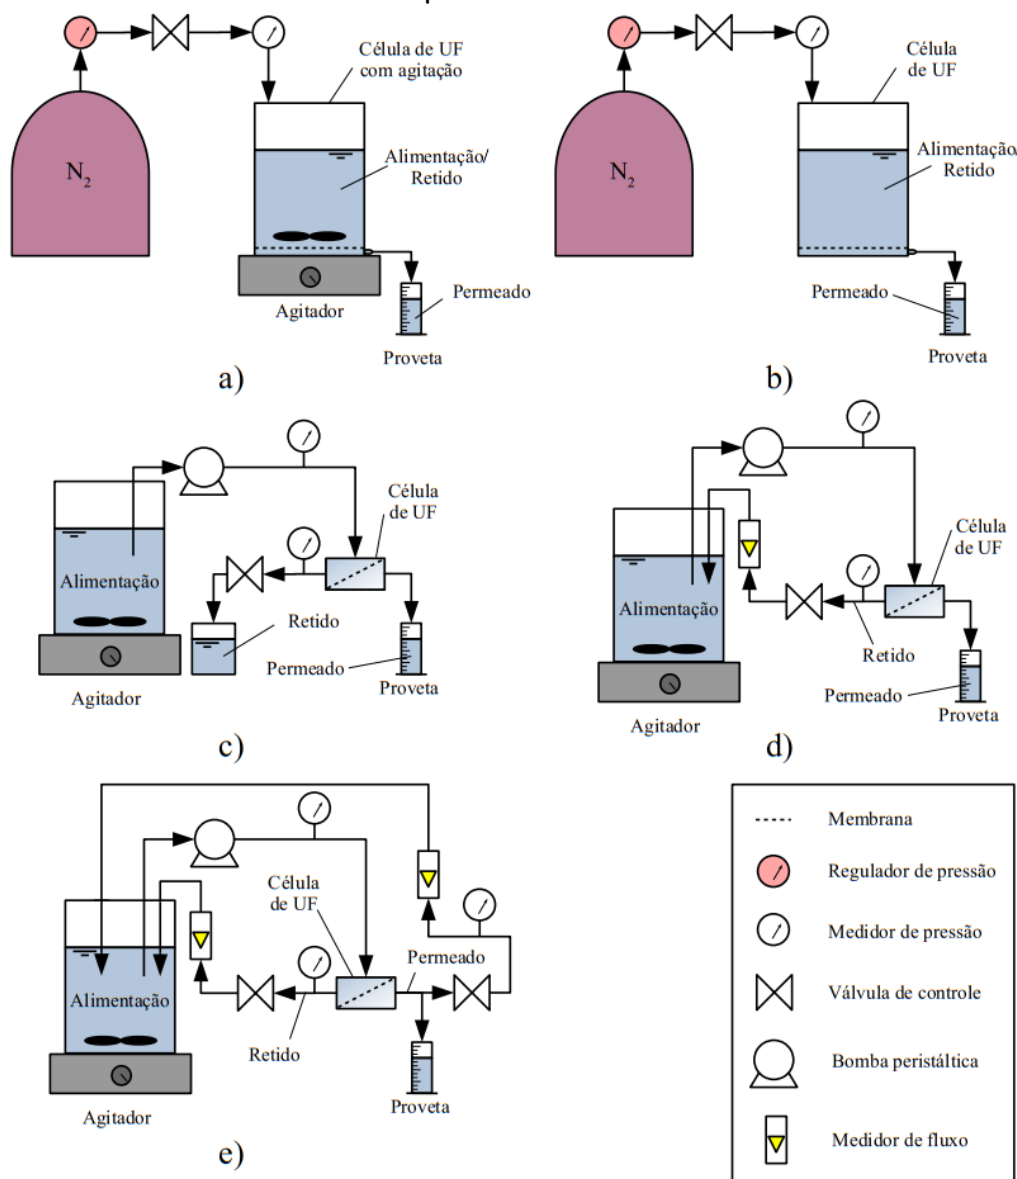 Célula de UF
com agitação
N2
Alimentação/
Retido
Permeado
Agitador
Proveta
a)
Célula
de UF
N2
Alimentação/
Retido
Permeado
Proveta
b)
Célula
de UF
Alimentação
Retido
Permeado
Proveta
Agitador
c)
Célula
de UF
Alimentação
Retido
Permeado
Proveta
Agitador
d)
Célula
de UF
Permeado
Alimentação
Retido
Proveta
Agitador
e)
Membrana
Regulador de pressão
Medidor de pressão
Válvula de controle
Bomba peristáltica
Medidor de fluxo